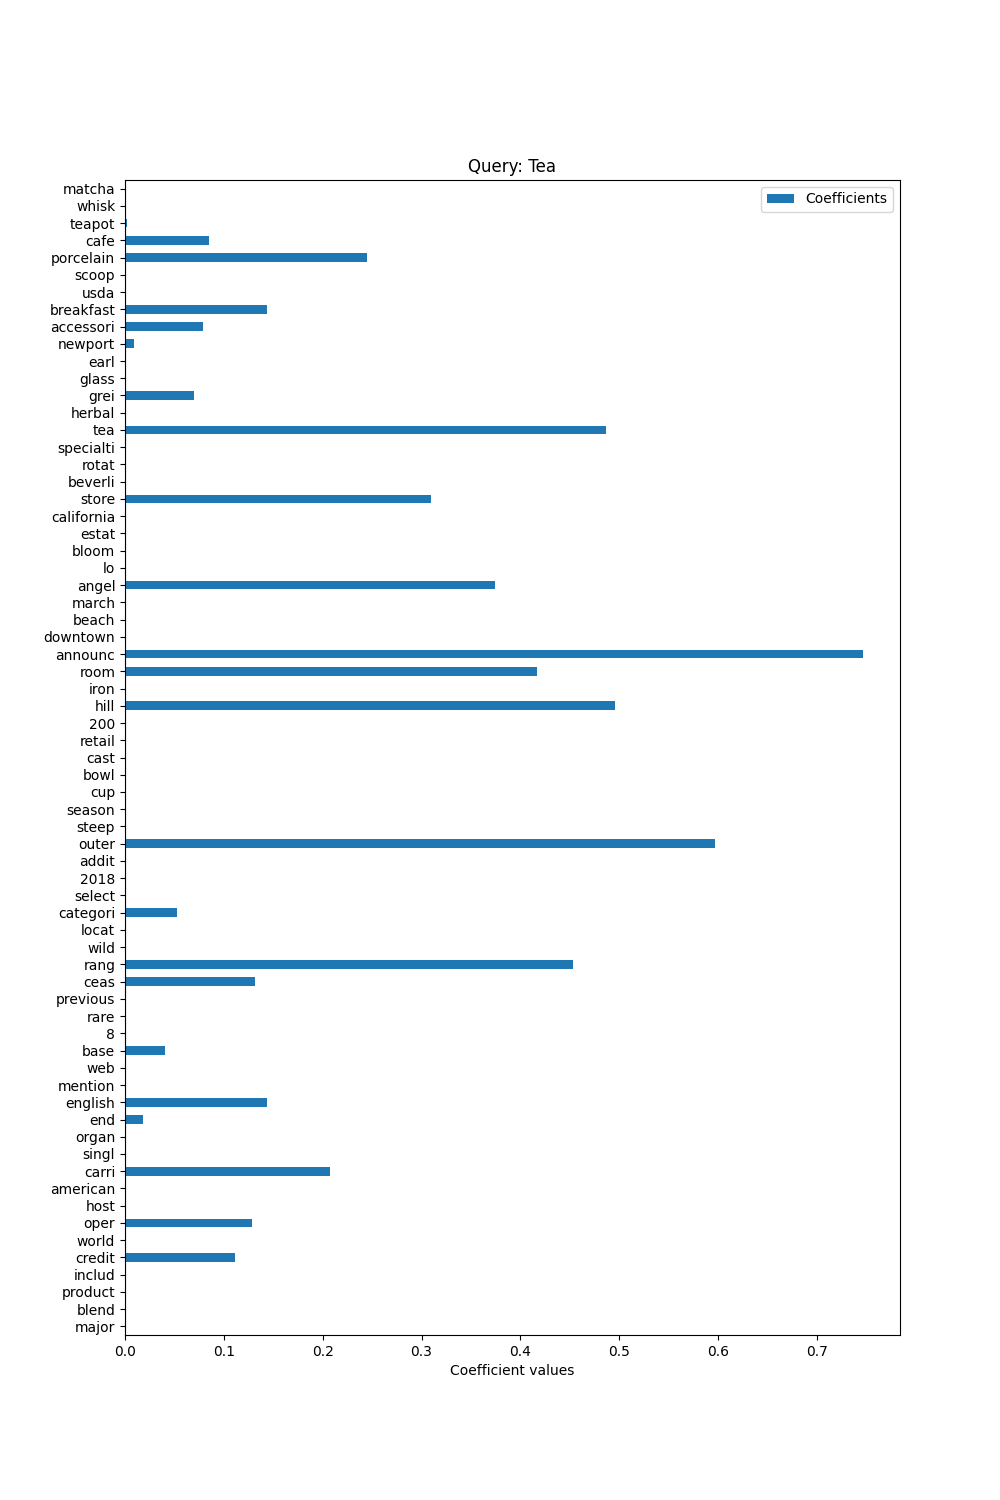 Query: Tea
Coefficients
matcha
whisk
teapot
cafe
porcelain
scoop
usda
breakfast
accessori
newport
earl
glass
grei
herbal
tea
specialti
rotat
beverli
store
california
estat
bloom
lo
angel
march
beach
downtown
announc
room
iron
hill
200
retail
cast
bowl
cup
season
steep
outer
addit
2018
select
categori
locat
wild
rang
ceas
previous
rare
8
base
web
mention
english
end
organ
singl
carri
american
host
oper
world
credit
includ
product
blend
major
0.0 0.1 0.2 0.3 0.4 0.5 0.6 0.7
Coefficient values